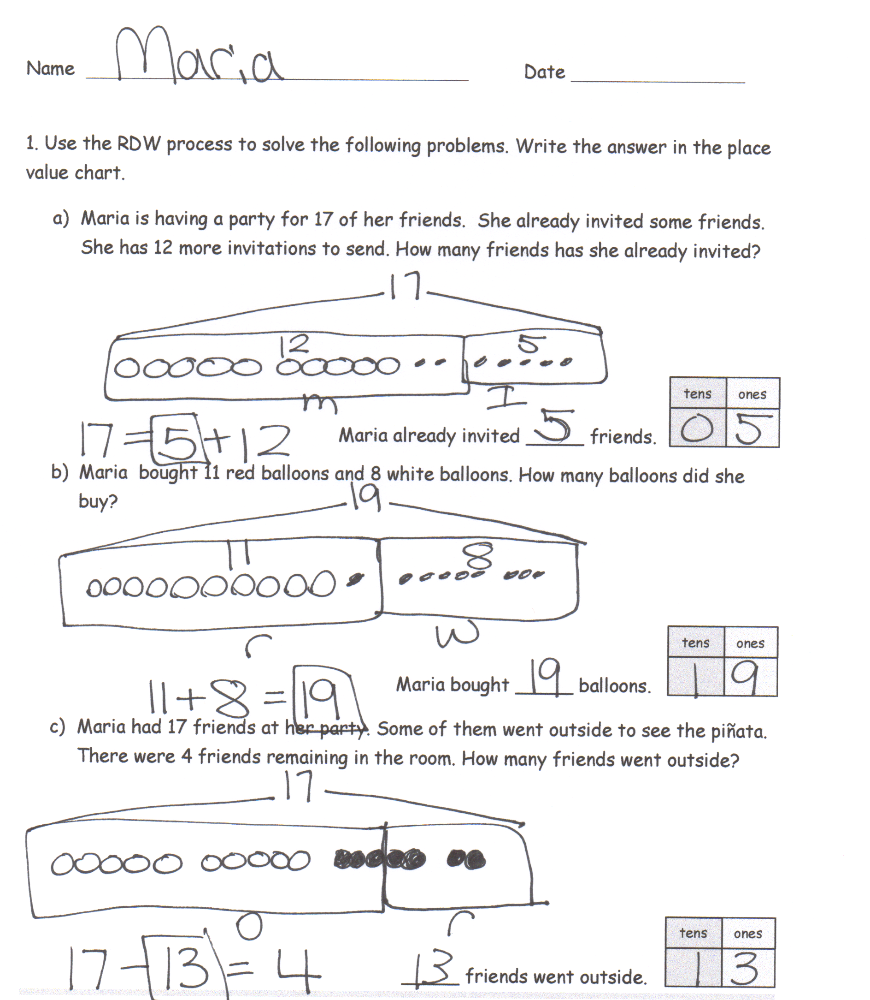 Name Maria Date
1. Use the RDW process to solve the following problems. Write the answer in the place
value chart.
a) Maria is having a party for 17 of her friends. She already invited some friends.
She has 12 more invitations to send. How many friends has she already invited?
17
12 5
m I
tens ones
0 5
17 = 5 + 12 Maria already invited 5 friends.
b) Maria bought 11 red balloons and 8 white balloons. How many balloons did she
buy?
19
11 8
r w
tens ones
1 9
11 + 8 = 19 Maria bought 19 balloons.
c) Maria had 17 friends at her party. Some of them went outside to see the piñata.
There were 4 friends remaining in the room. How many friends went outside?
17
O r
tens ones
1 3
17 - 13 = 4 13 friends went outside.